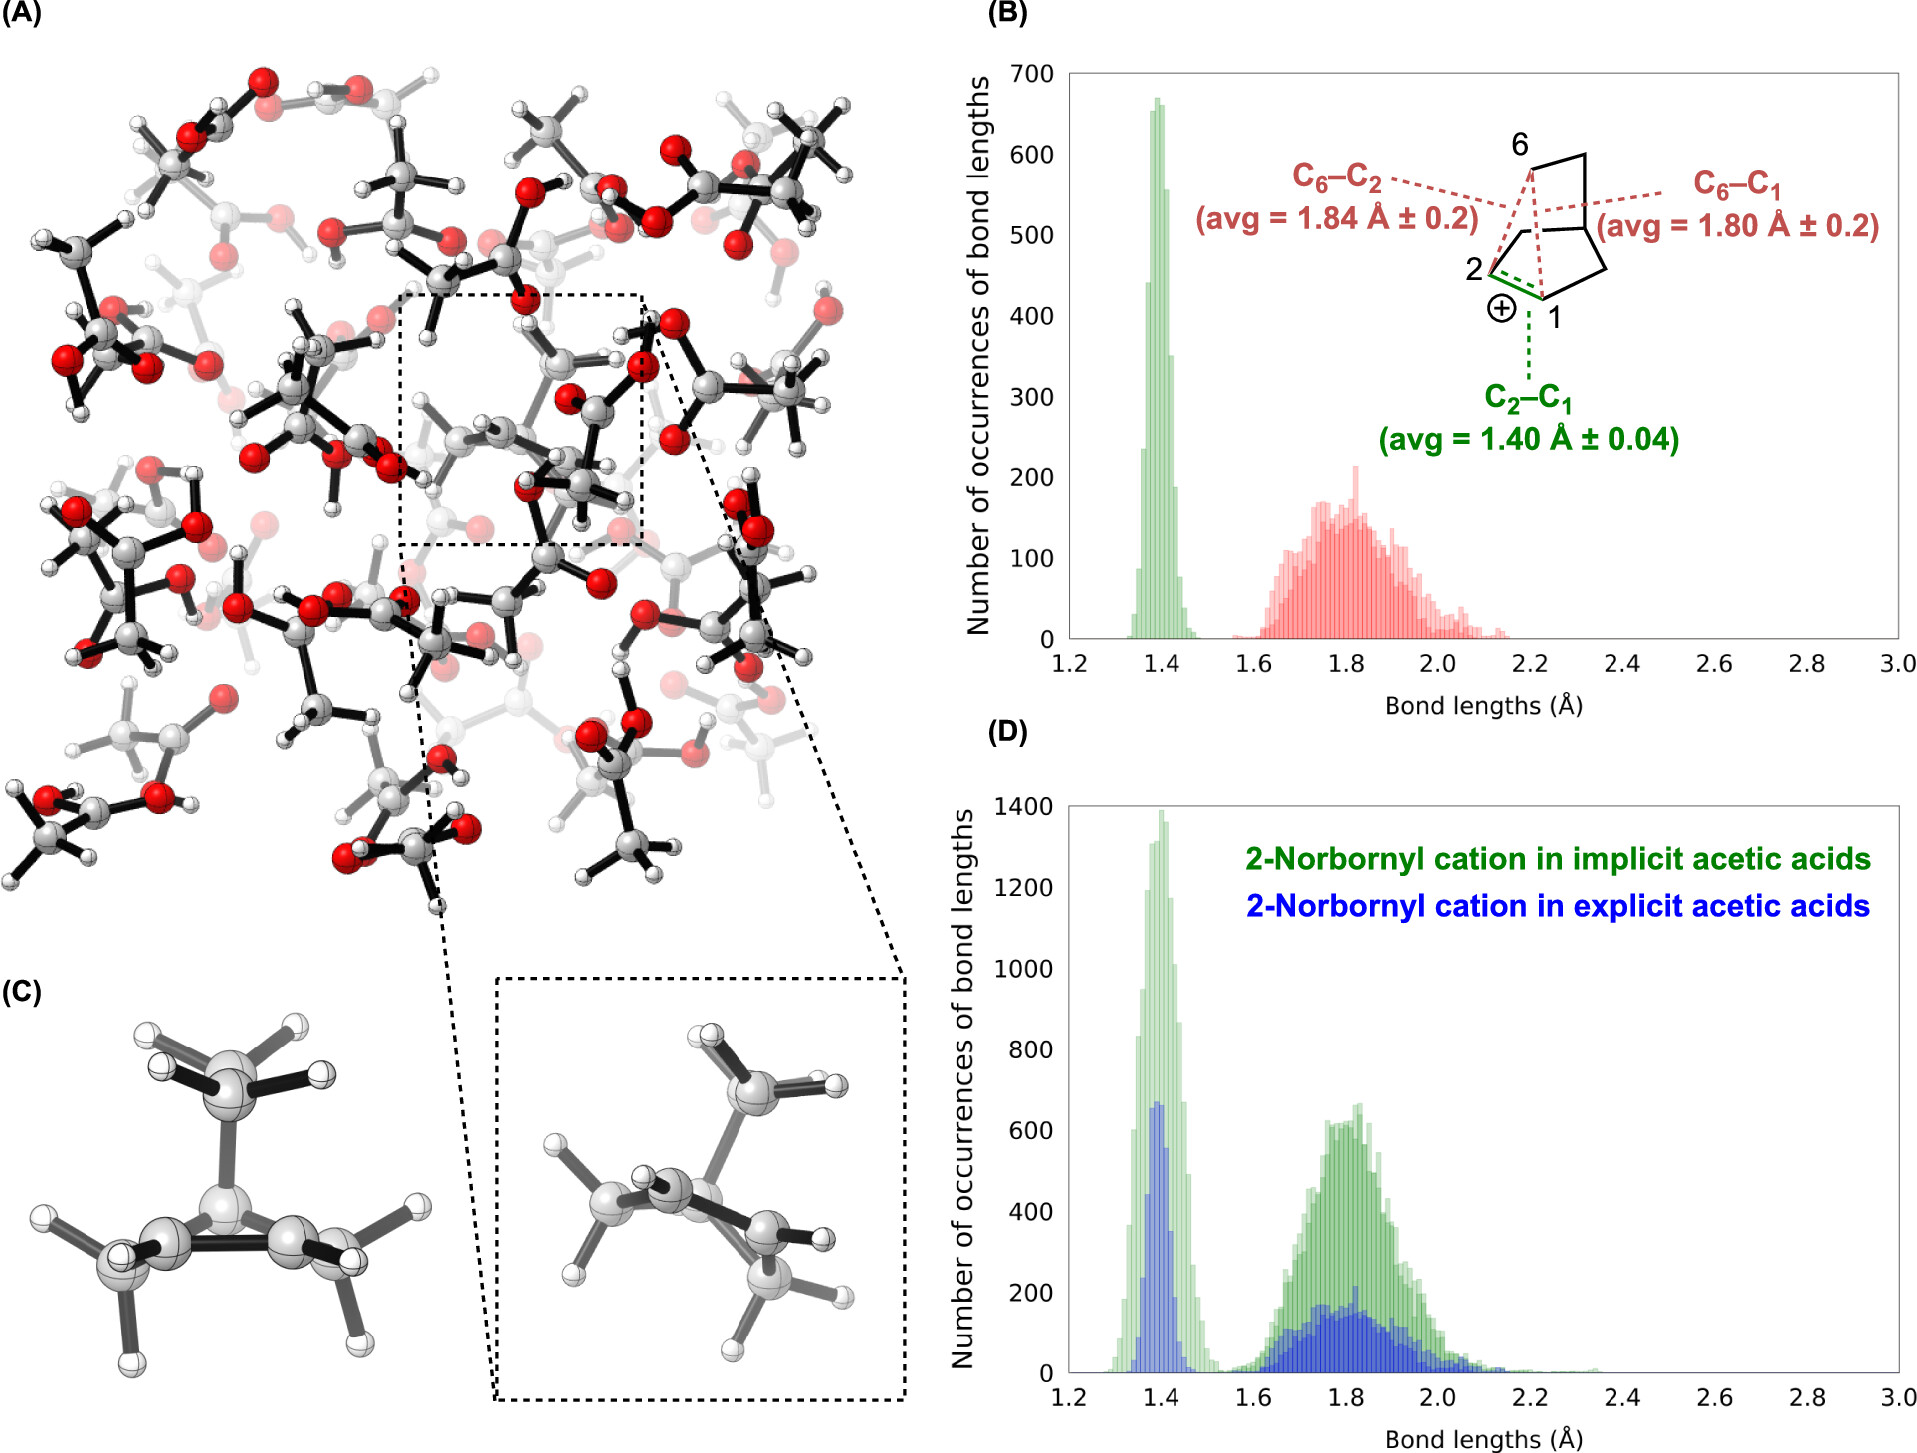 (A)
(B)
Number of occurrences of bond lengths
700
600
500
400
300
200
100
0
1.2 1.4 1.6 1.8 2.0 2.2 2.4 2.6 2.8 3.0
Bond lengths (Å)
6
C₆–C₂
(avg = 1.84 Å ± 0.2)
C₆–C₁
(avg = 1.80 Å ± 0.2)
2
+
1
C₂–C₁
(avg = 1.40 Å ± 0.04)
(C)
(D)
Number of occurrences of bond lengths
1400
1200
1000
800
600
400
200
0
1.2 1.4 1.6 1.8 2.0 2.2 2.4 2.6 2.8 3.0
Bond lengths (Å)
2-Norbornyl cation in implicit acetic acids
2-Norbornyl cation in explicit acetic acids